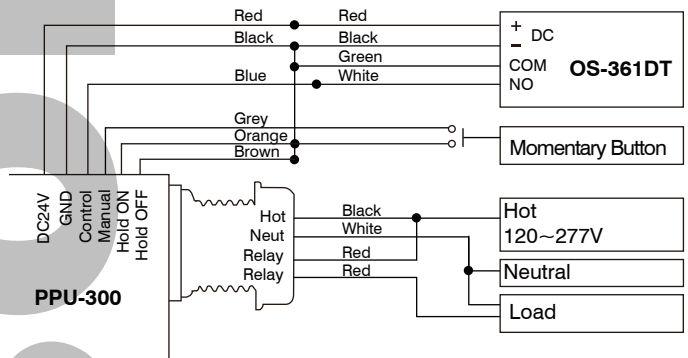 Red Red
Black Black
Green
Blue White
Grey
Orange
Brown
+ DC
−
COM
NO
OS-361DT
Momentary Button
DC24V
GND
Control
Manual
Hold ON
Hold OFF
PPU-300
Hot Black
Neut White
Relay Red
Relay Red
Hot
120~277V
Neutral
Load